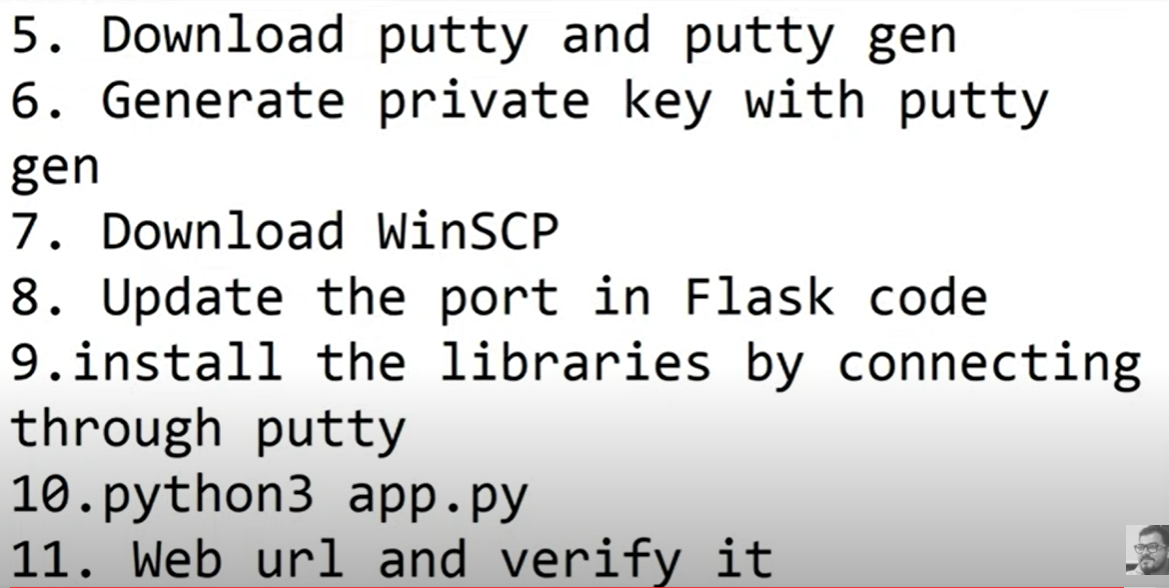 5. Download putty and putty gen
6. Generate private key with putty
gen
7. Download WinSCP
8. Update the port in Flask code
9.install the libraries by connecting
through putty
10.python3 app.py
11. Web url and verify it